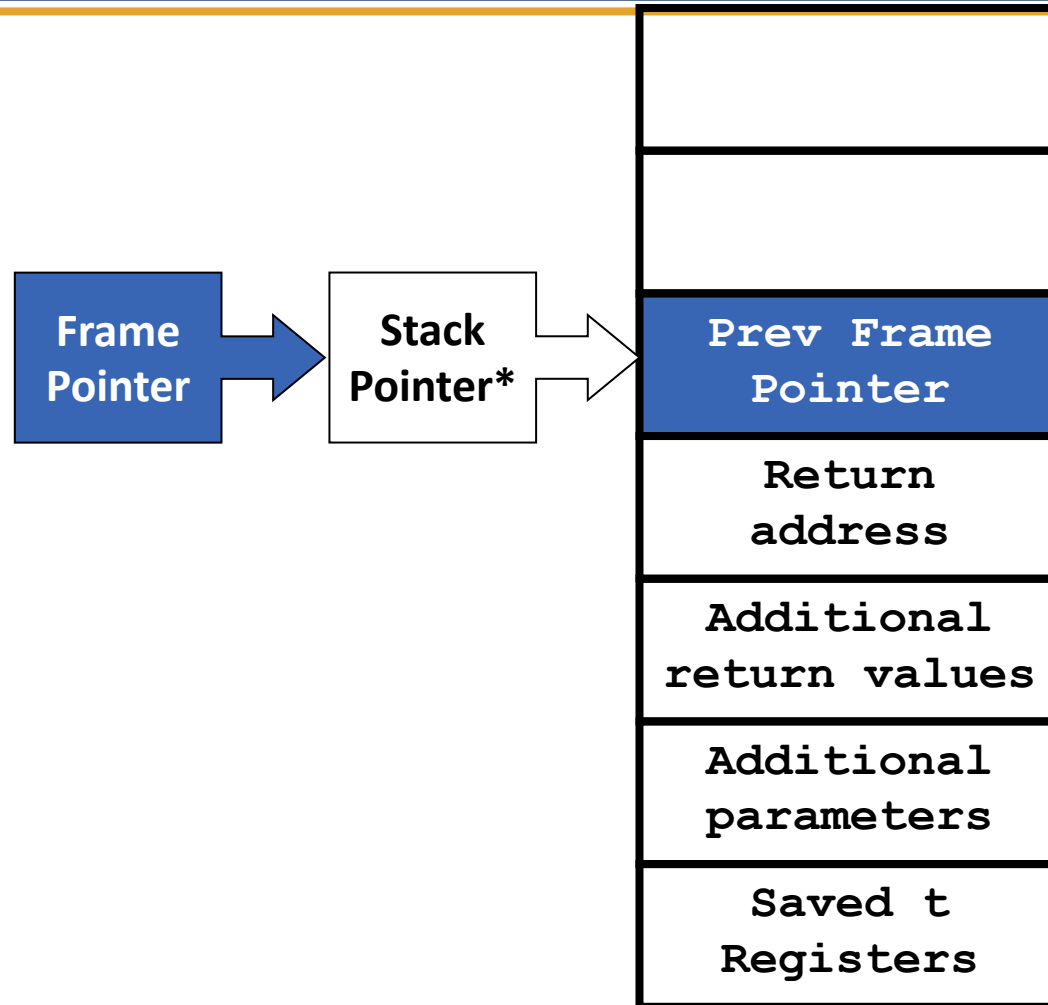 Frame
Pointer
Stack
Pointer*
Prev Frame
Pointer
Return
address
Additional
return values
Additional
parameters
Saved t
Registers